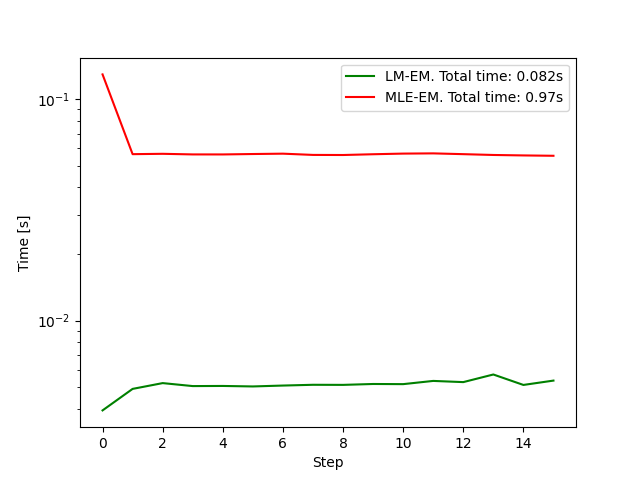 LM-EM. Total time: 0.082s
MLE-EM. Total time: 0.97s
10⁻¹
10⁻²
Time [s]
0 2 4 6 8 10 12 14
Step